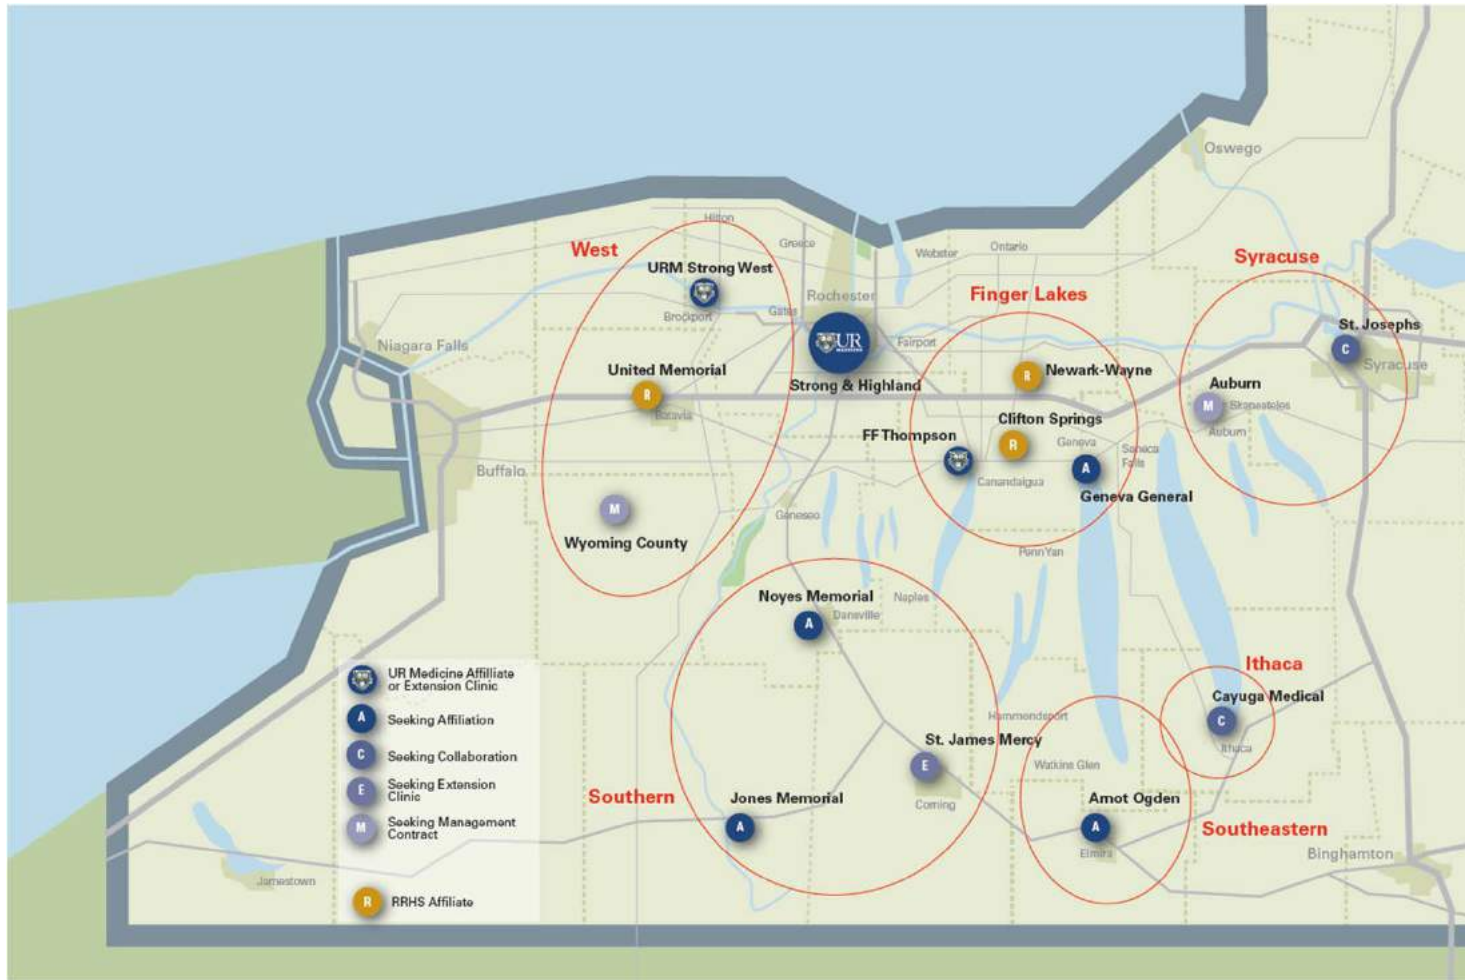 Oswego
Hilton
West
Greece
Webster
Ontario
Syracuse
URM Strong West
Rochester
Finger Lakes
Brockport
Gates
St. Josephs
C
Niagara Falls
UR
MEDICINE
Fairport
Syracuse
United Memorial
R
Newark-Wayne
Auburn
Strong & Highland
R
M
Skaneateles
Batavia
Clifton Springs
Auburn
FF Thompson
R
Geneva
Seneca
Falls
Buffalo
A
Canandaigua
Geneva General
M
Geneseo
Wyoming County
PennYan
Noyes Memorial
Naples
A
Dansville
Ithaca
Cayuga Medical
C
Hammondsport
Ithaca
St. James Mercy
E
Watkins Glen
Corning
Southern
Jones Memorial
A
Arnot Ogden
A
Southeastern
Elmira
Binghamton
Jamestown
UR Medicine Affilliate
or Extension Clinic
A Seeking Affiliation
C Seeking Collaboration
E Seeking Extension
Clinic
M Seeking Management
Contract
R RRHS Affiliate